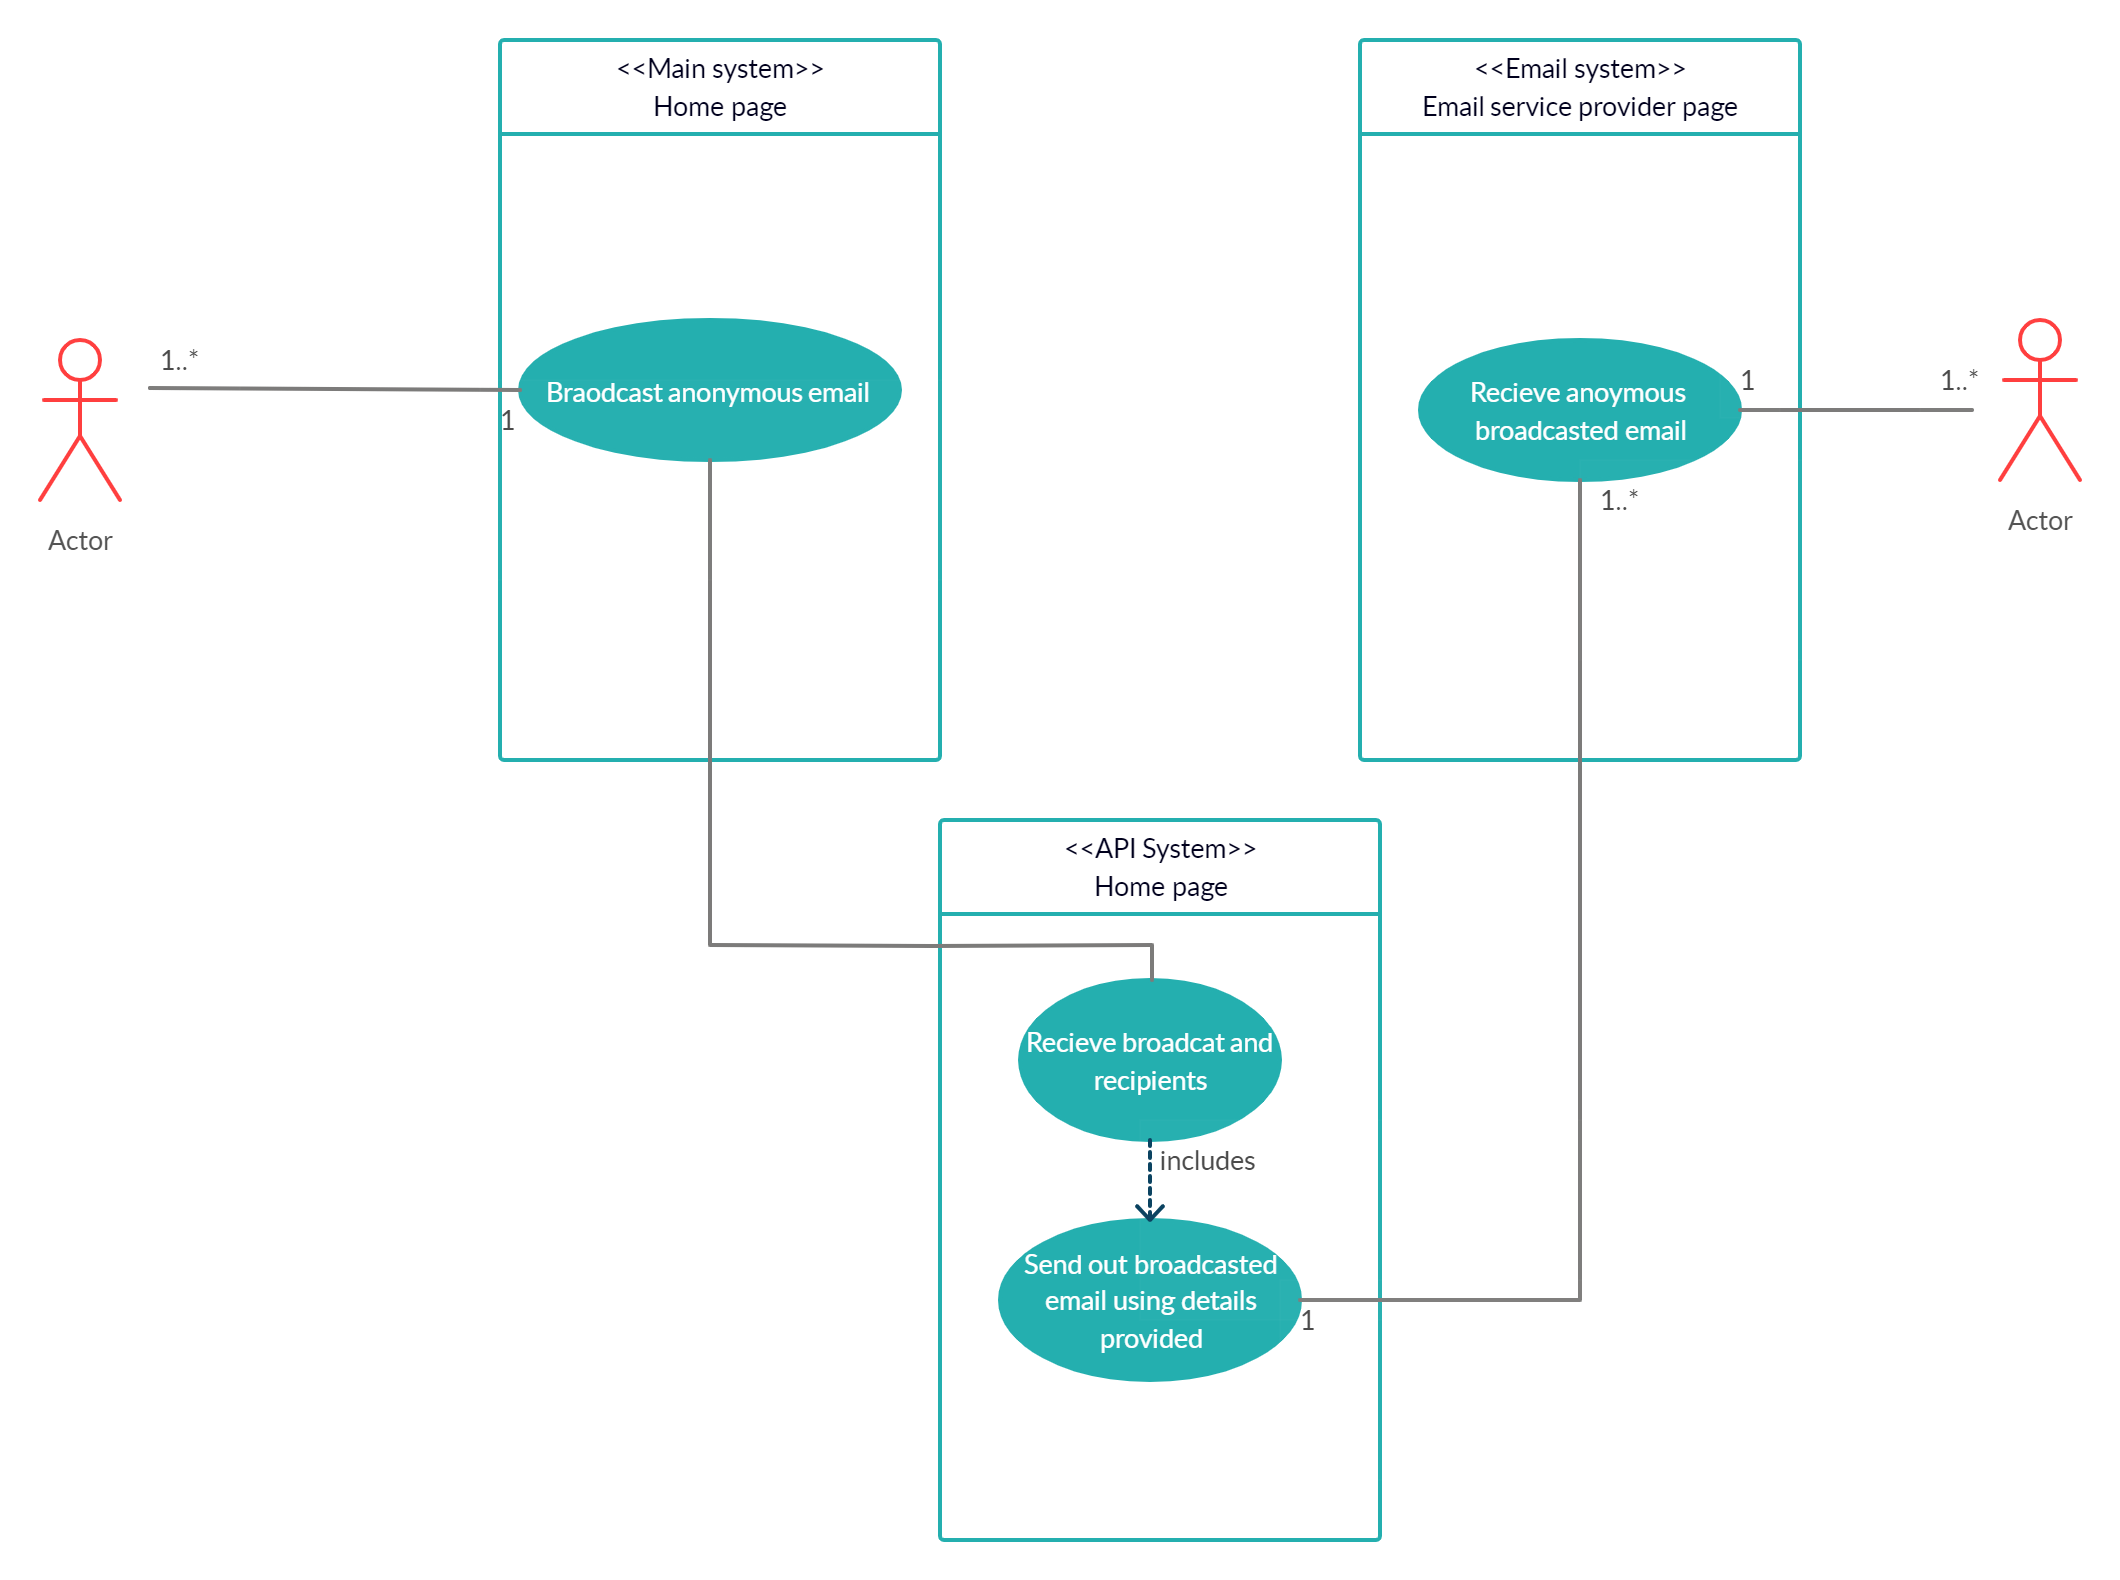 <<Main system>>
Home page
<<Email system>>
Email service provider page
1..*
Braodcast anonymous email
1
Actor
Recieve anoymous
broadcasted email
1
1..*
1..*
Actor
<<API System>>
Home page
Recieve broadcat and
recipients
includes
Send out broadcasted
email using details
provided
1